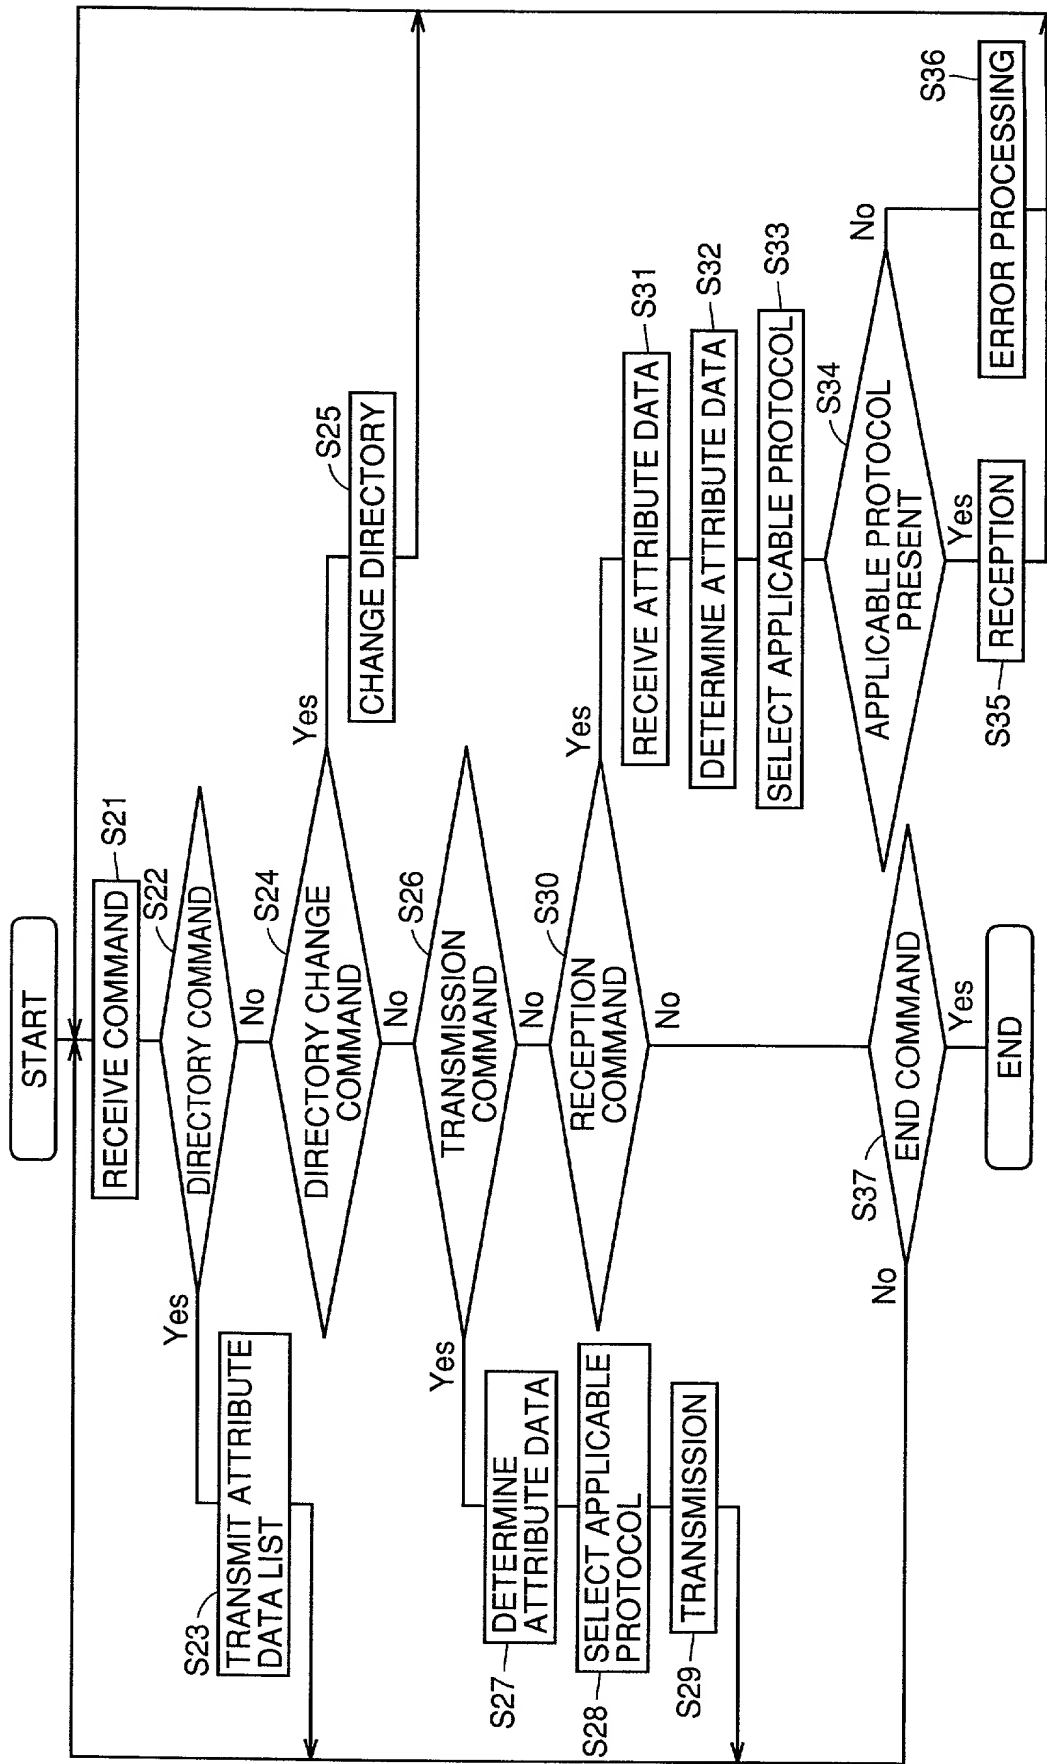 START
RECEIVE COMMAND
S21
DIRECTORY COMMAND
S22
Yes
No
TRANSMIT ATTRIBUTE
DATA LIST
S23
DIRECTORY CHANGE
COMMAND
S24
Yes
No
CHANGE DIRECTORY
S25
TRANSMISSION
COMMAND
S26
Yes
No
DETERMINE
ATTRIBUTE DATA
S27
SELECT APPLICABLE
PROTOCOL
S28
TRANSMISSION
S29
RECEPTION
COMMAND
S30
Yes
No
RECEIVE ATTRIBUTE DATA
S31
DETERMINE ATTRIBUTE DATA
S32
SELECT APPLICABLE PROTOCOL
S33
APPLICABLE PROTOCOL
PRESENT
S34
No
Yes
RECEPTION
S35
ERROR PROCESSING
S36
END COMMAND
S37
No
Yes
END